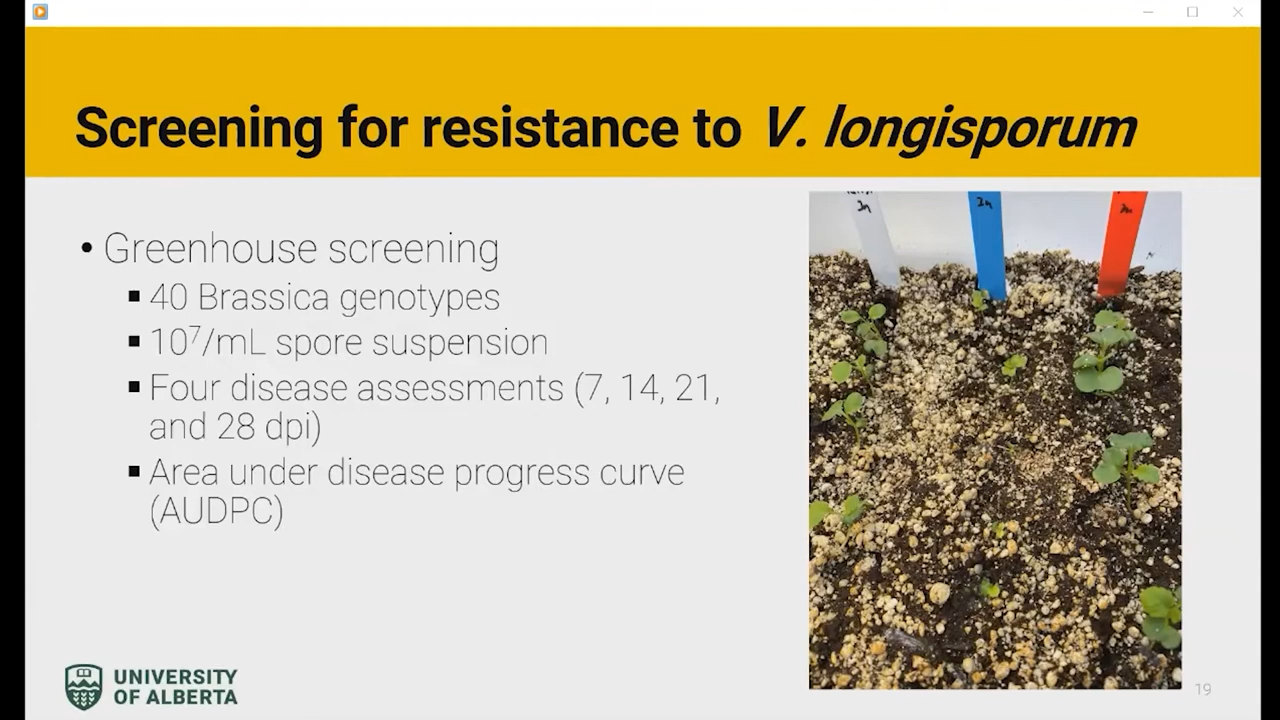 Screening for resistance to V. longisporum
• Greenhouse screening
▪ 40 Brassica genotypes
▪ 10⁷/mL spore suspension
▪ Four disease assessments (7, 14, 21,
and 28 dpi)
▪ Area under disease progress curve
(AUDPC)
UNIVERSITY
OF ALBERTA
19